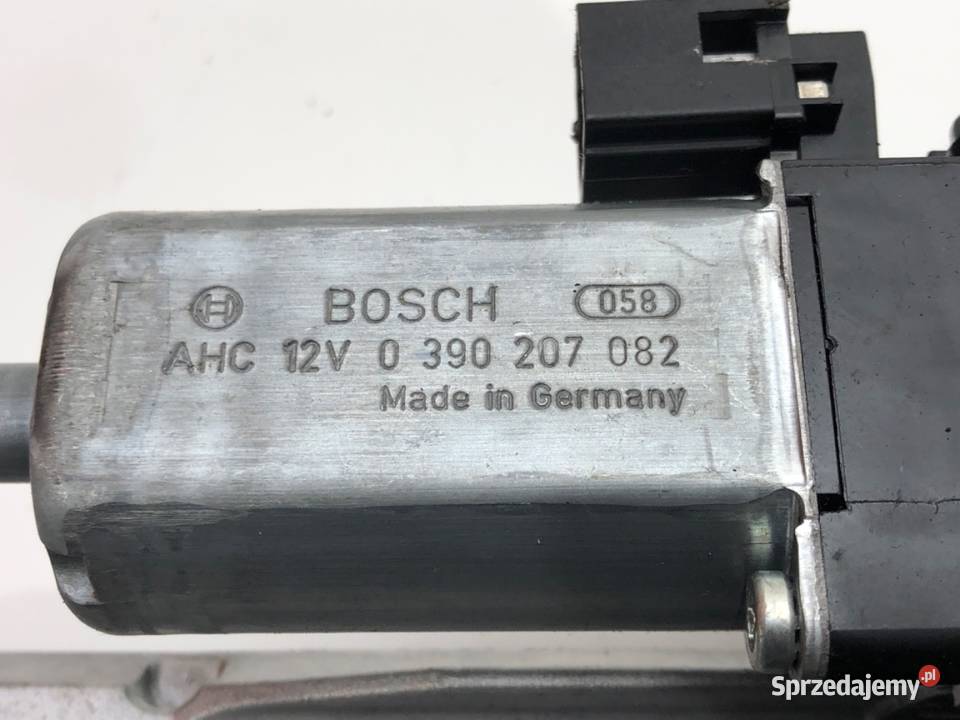 BOSCH 058
AHC 12V 0 390 207 082
Made in Germany
Sprzedajemy.pl